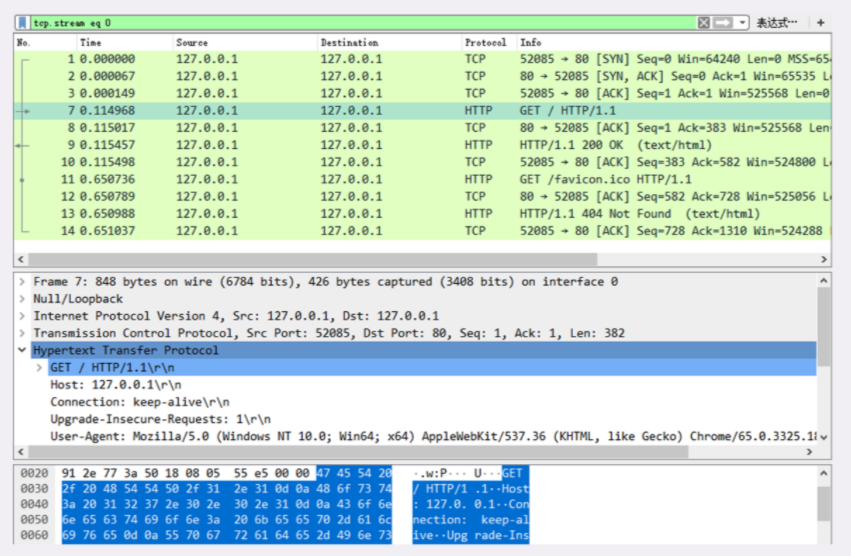 tcp.stream eq 0 表达式… +
No. Time Source Destination Protocol Info
1 0.000000 127.0.0.1 127.0.0.1 TCP 52085 → 80 [SYN] Seq=0 Win=64240 Len=0 MSS=65
2 0.000067 127.0.0.1 127.0.0.1 TCP 80 → 52085 [SYN, ACK] Seq=0 Ack=1 Win=65535 L
3 0.000149 127.0.0.1 127.0.0.1 TCP 52085 → 80 [ACK] Seq=1 Ack=1 Win=525568 Len=0
7 0.114968 127.0.0.1 127.0.0.1 HTTP GET / HTTP/1.1
8 0.115017 127.0.0.1 127.0.0.1 TCP 80 → 52085 [ACK] Seq=1 Ack=383 Win=525568 Len
9 0.115457 127.0.0.1 127.0.0.1 HTTP HTTP/1.1 200 OK (text/html)
10 0.115498 127.0.0.1 127.0.0.1 TCP 52085 → 80 [ACK] Seq=383 Ack=582 Win=524800 L
11 0.650736 127.0.0.1 127.0.0.1 HTTP GET /favicon.ico HTTP/1.1
12 0.650789 127.0.0.1 127.0.0.1 TCP 80 → 52085 [ACK] Seq=582 Ack=728 Win=525056 L
13 0.650988 127.0.0.1 127.0.0.1 HTTP HTTP/1.1 404 Not Found (text/html)
14 0.651037 127.0.0.1 127.0.0.1 TCP 52085 → 80 [ACK] Seq=728 Ack=1310 Win=524288
Frame 7: 848 bytes on wire (6784 bits), 426 bytes captured (3408 bits) on interface 0
Null/Loopback
Internet Protocol Version 4, Src: 127.0.0.1, Dst: 127.0.0.1
Transmission Control Protocol, Src Port: 52085, Dst Port: 80, Seq: 1, Ack: 1, Len: 382
Hypertext Transfer Protocol
GET / HTTP/1.1\r\n
Host: 127.0.0.1\r\n
Connection: keep-alive\r\n
Upgrade-Insecure-Requests: 1\r\n
User-Agent: Mozilla/5.0 (Windows NT 10.0; Win64; x64) AppleWebKit/537.36 (KHTML, like Gecko) Chrome/65.0.3325.18
0020 91 2e 77 3a 50 18 08 05 55 e5 00 00 47 45 54 20 ·.w:P··· U···GET
0030 2f 20 48 54 54 50 2f 31 2e 31 0d 0a 48 6f 73 74 / HTTP/1 .1··Host
0040 3a 20 31 32 37 2e 30 2e 30 2e 31 0d 0a 43 6f 6e : 127.0. 0.1··Con
0050 6e 65 63 74 69 6f 6e 3a 20 6b 65 65 70 2d 61 6c nection: keep-al
0060 69 76 65 0d 0a 55 70 67 72 61 64 65 2d 49 6e 73 ive··Upg rade-Ins